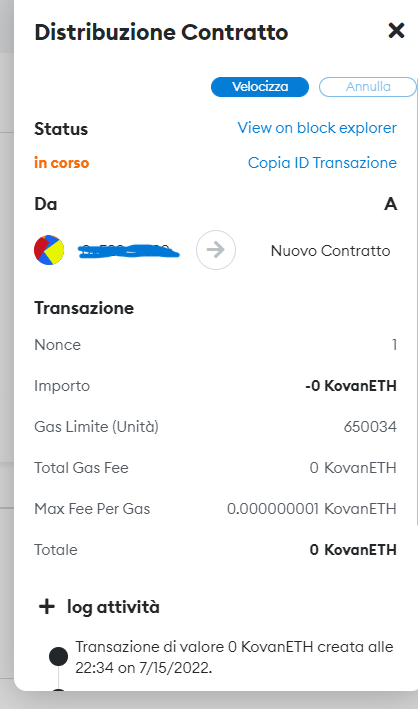 Distribuzione Contratto
Velocizza Annulla
Status View on block explorer
in corso Copia ID Transazione
Da A
Nuovo Contratto
Transazione
Nonce 1
Importo -0 KovanETH
Gas Limite (Unità) 650034
Total Gas Fee 0 KovanETH
Max Fee Per Gas 0.000000001 KovanETH
Totale 0 KovanETH
+ log attività
Transazione di valore 0 KovanETH creata alle
22:34 on 7/15/2022.